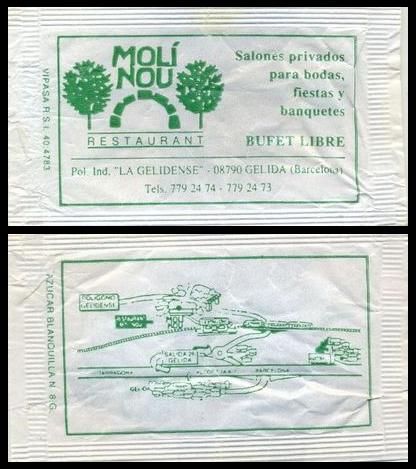 MOLÍ
NOU
RESTAURANT
Salones privados
para bodas,
fiestas y
banquetes
BUFET LIBRE
Pol. Ind. "LA GELIDENSE" - 08790 GELIDA (Barcelona)
Tels. 779 24 74 - 779 24 73
VIPASA R.S.I. 40.4783
POLIGONO
GELIDENSE
MOLI
NOU
SALIDA 26
GELIDA
TARRAGONA
BARCELONA
AZUCAR BLANQUILLA N. 8 G.